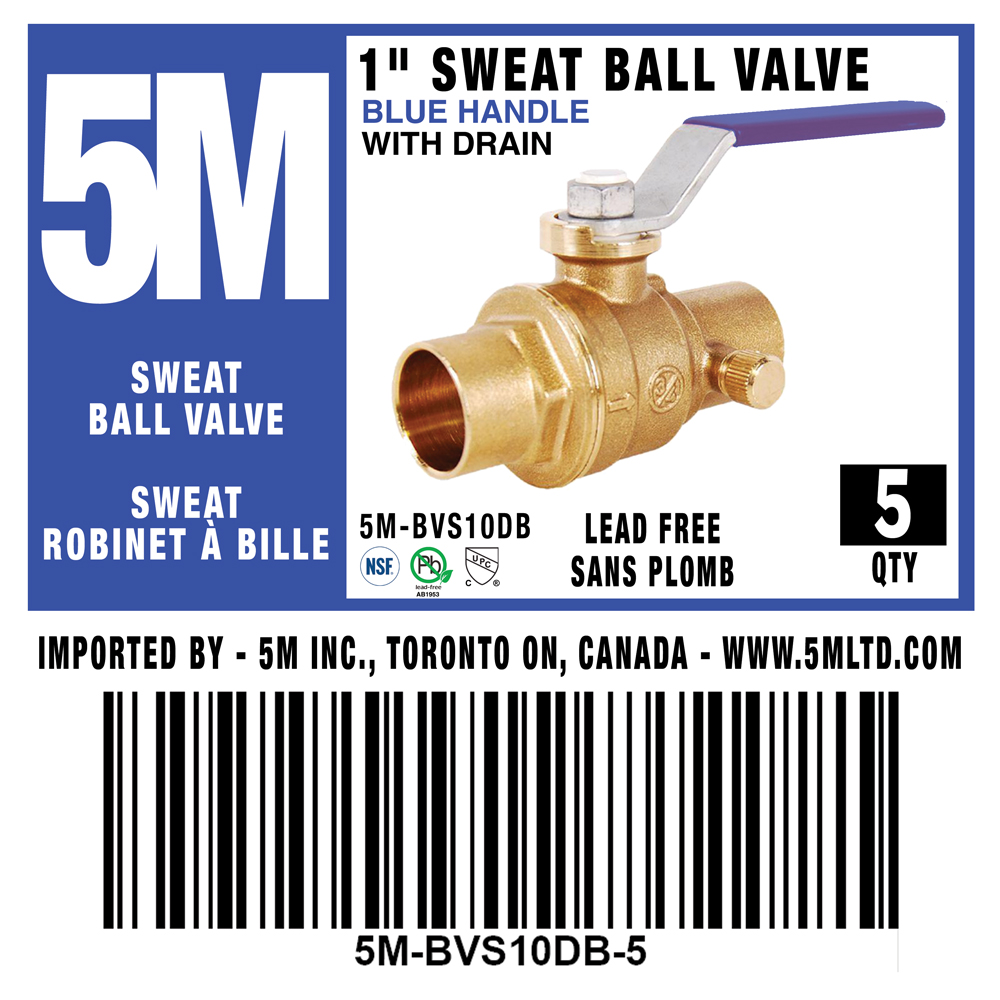 5M
SWEAT
BALL VALVE
SWEAT
ROBINET À BILLE
1" SWEAT BALL VALVE
BLUE HANDLE
WITH DRAIN
1
5M-BVS10DB
NSF®
Pb
lead-free
AB1953
UPC
C ®
LEAD FREE
SANS PLOMB
5
QTY
IMPORTED BY - 5M INC., TORONTO ON, CANADA - WWW.5MLTD.COM
5M-BVS10DB-5